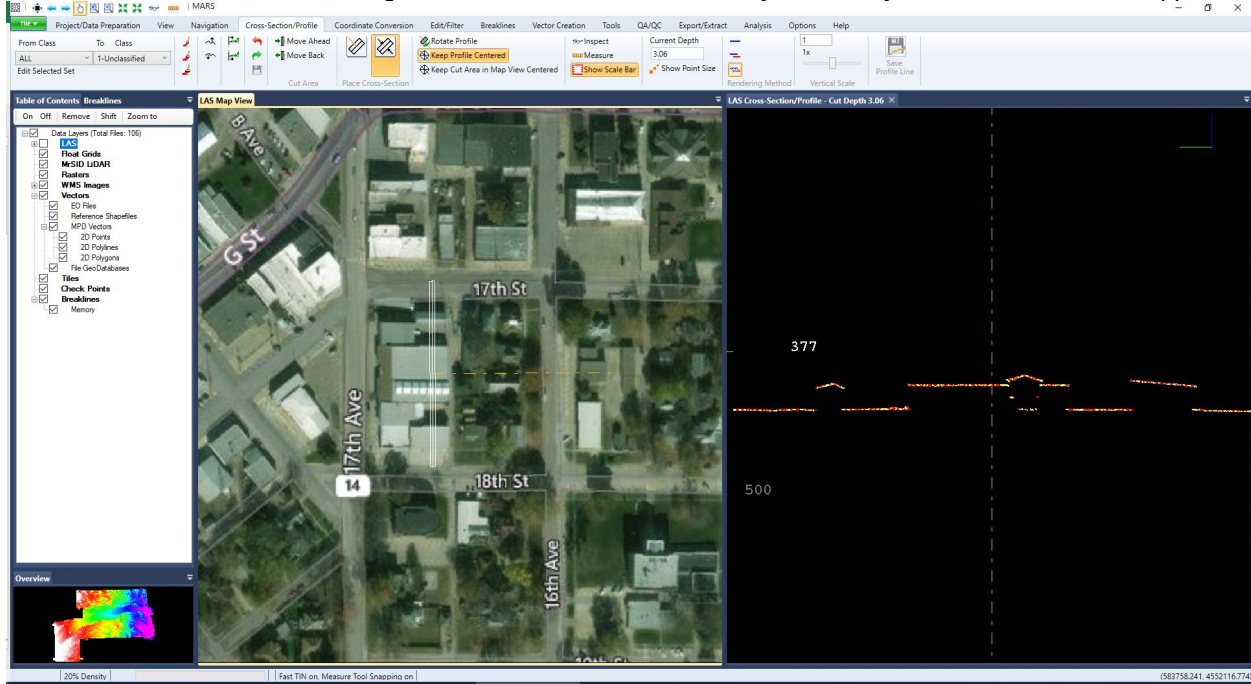 MARS
File
Project/Data Preparation View Navigation Cross-Section/Profile Coordinate Conversion Edit/Filter Breaklines Vector Creation Tools QA/QC Export/Extract Analysis Options Help
From Class To Class
ALL 1-Unclassified
Edit Selected Set
Move Ahead
Move Back
Cut Area
Place Cross-Section
Rotate Profile
Keep Profile Centered
Keep Cut Area in Map View Centered
Inspect
Measure
Show Scale Bar
Current Depth
3.06
Show Point Size
Rendering Method
1
1x
Vertical Scale
Save
Profile Line
Table of Contents Breaklines
On Off Remove Shift Zoom to
Data Layers (Total Files: 106)
LAS
Float Grids
MrSID LiDAR
Rasters
WMS Images
Vectors
EO Files
Reference Shapefiles
MPD Vectors
2D Points
2D Polylines
2D Polygons
File GeoDatabases
Tiles
Check Points
Breaklines
Memory
Overview
LAS Map View
B Ave.
G St
17th St
17th Ave
14
18th St
16th Ave
LAS Cross-Section/Profile - Cut Depth 3.06
377
500
20% Density
Fast TIN on. Measure Tool Snapping on
(583758.241, 4552116.774)